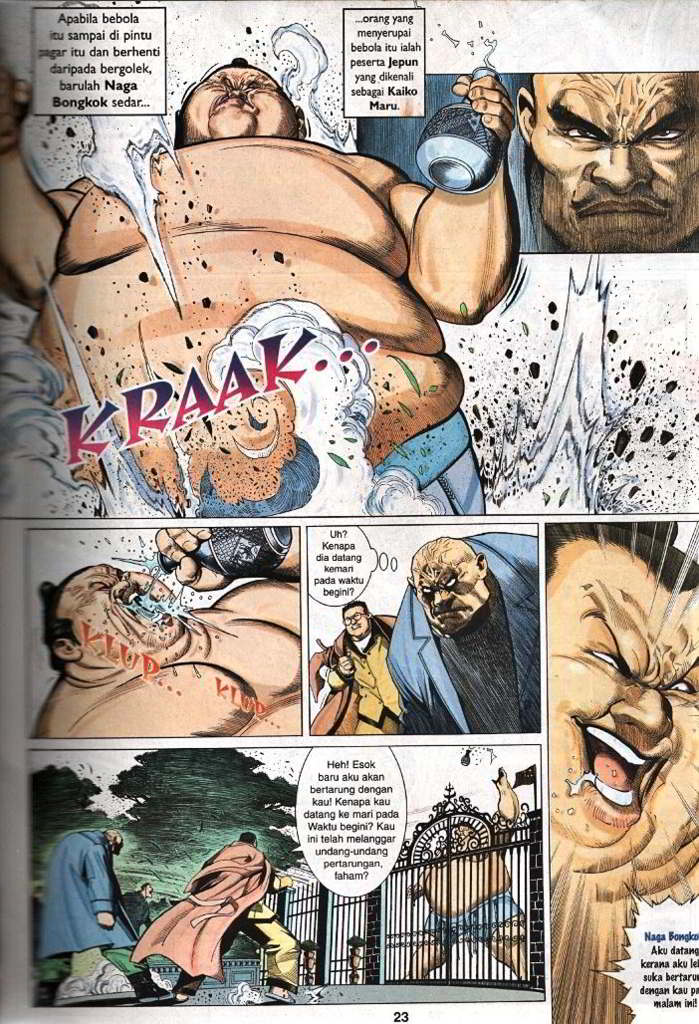 Apabila bebola
itu sampai di pintu
pagar itu dan berhenti
daripada bergolek,
barulah Naga
Bongkok sedar...
...orang yang
menyerupai
bebola itu ialah
peserta Jepun
yang dikenali
sebagai Kaiko
Maru.
KRAAK...
KLUP...
KLUP...
Uh?
Kenapa
dia datang
kemari
pada waktu
begini?
Heh! Esok
baru aku akan
bertarung dengan
kau! Kenapa kau
datang ke mari pada
Waktu begini? Kau
ini telah melanggar
undang-undang
pertarungan,
faham?
Naga Bongko
Aku datang
kerana aku le
suka bertarun
dengan kau pa
malam ini!
23